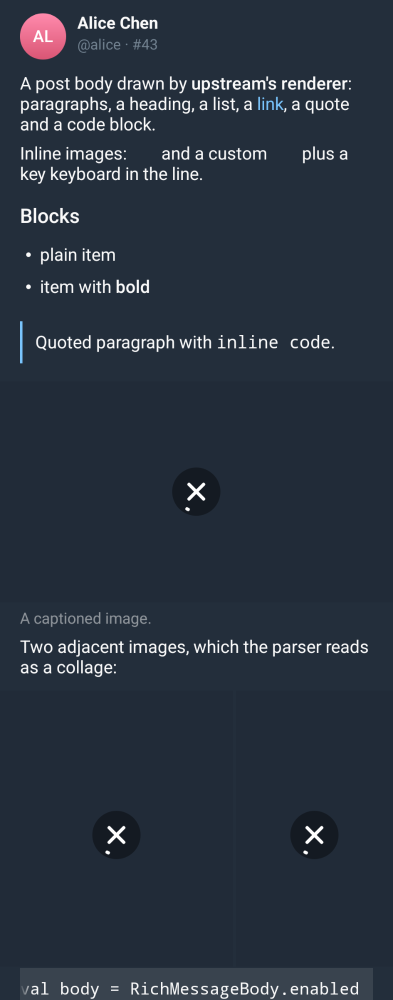 AL
Alice Chen
@alice · #43
A post body drawn by upstream's renderer:
paragraphs, a heading, a list, a link, a quote
and a code block.
Inline images: and a custom plus a
key keyboard in the line.
Blocks
• plain item
• item with bold
Quoted paragraph with inline code.
A captioned image.
Two adjacent images, which the parser reads
as a collage:
val body = RichMessageBody.enabled